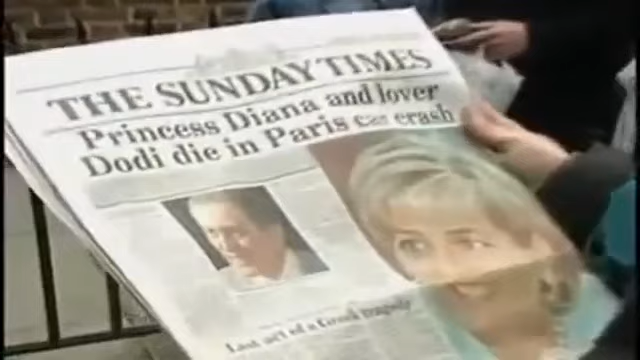 THE SUNDAY TIMES
Princess Diana and lover
Dodi die in Paris car crash
Last act of a Greek tragedy